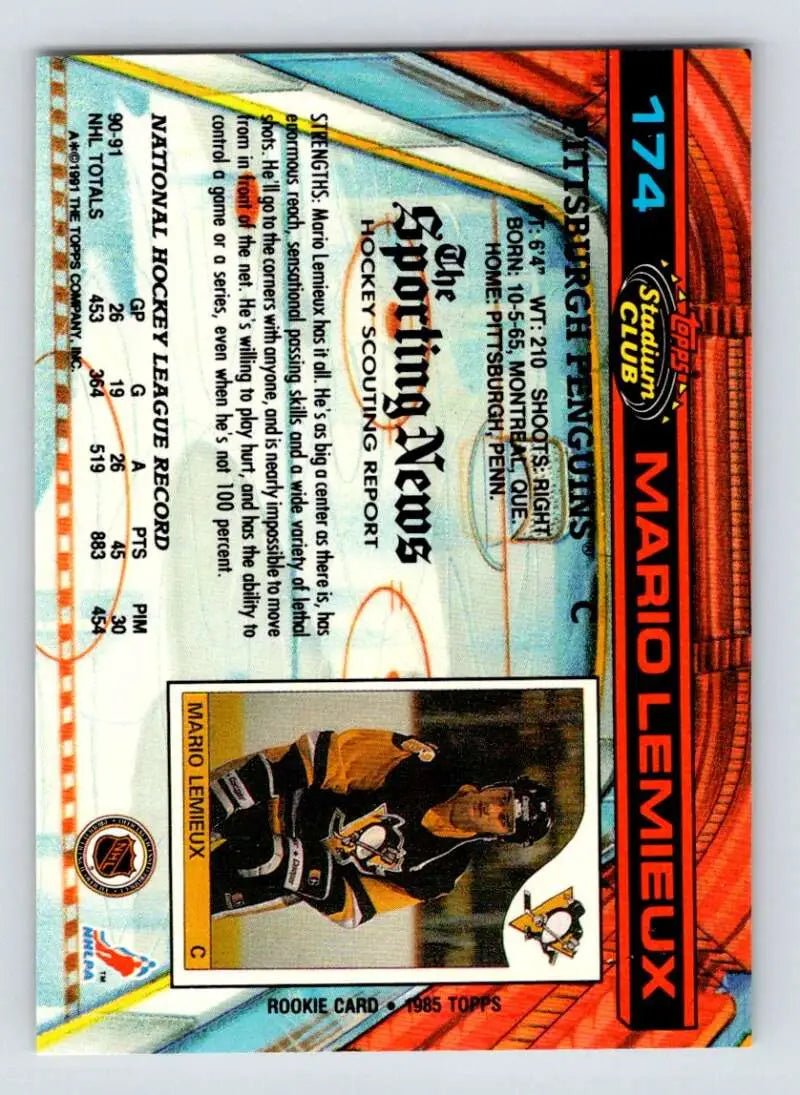 174
topps
Stadium
CLUB
MARIO LEMIEUX
PITTSBURGH PENGUINS® C
HT: 6'4" WT: 210 SHOOTS: RIGHT
BORN: 10-5-65, MONTREAL, QUE.
HOME: PITTSBURGH, PENN.
The
Sporting News
HOCKEY SCOUTING REPORT
STRENGTHS: Mario Lemieux has it all. He's as big a center as there is, has
enormous reach, sensational passing skills and a wide variety of lethal
shots. He'll go to the corners with anyone, and is nearly impossible to move
from in front of the net. He's willing to play hurt, and has the ability to
control a game or a series, even when he's not 100 percent.
NATIONAL HOCKEY LEAGUE RECORD
GP G A PTS PIM
90-91 26 19 26 45 30
NHL TOTALS 453 364 519 883 454
A✱©1991 THE TOPPS COMPANY, INC.
MARIO LEMIEUX C
ROOKIE CARD • 1985 TOPPS
NHL
NHLPA
™